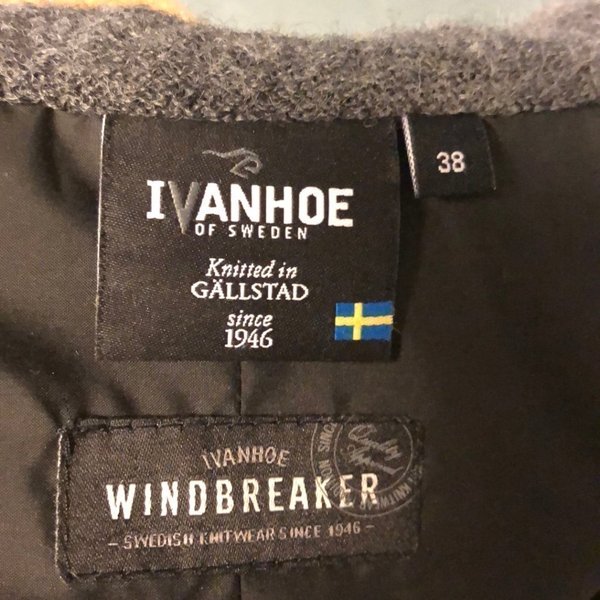 IVANHOE
OF SWEDEN
Knitted in
GÄLLSTAD
since
1946
38
IVANHOE
WINDBREAKER
– SWEDISH KNITWEAR SINCE 1946 –